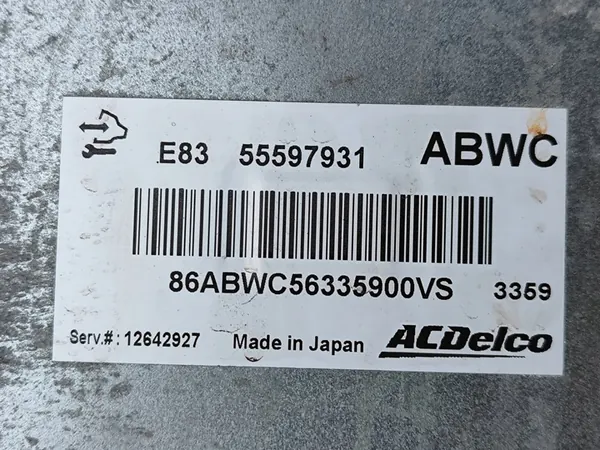 E83 55597931 ABWC
86ABWC56335900VS 3359
Serv.#: 12642927 Made in Japan ACDelco